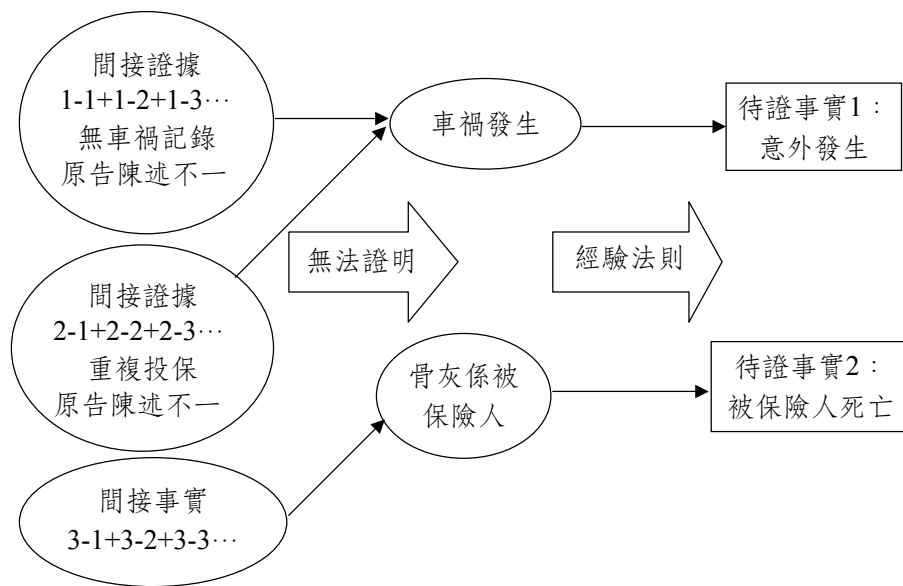 間接證據
1-1+1-2+1-3⋯
無車禍記錄
原告陳述不一
車禍發生
待證事實1：
意外發生
無法證明
經驗法則
間接證據
2-1+2-2+2-3⋯
重複投保
原告陳述不一
骨灰係被
保險人
待證事實2：
被保險人死亡
間接事實
3-1+3-2+3-3⋯